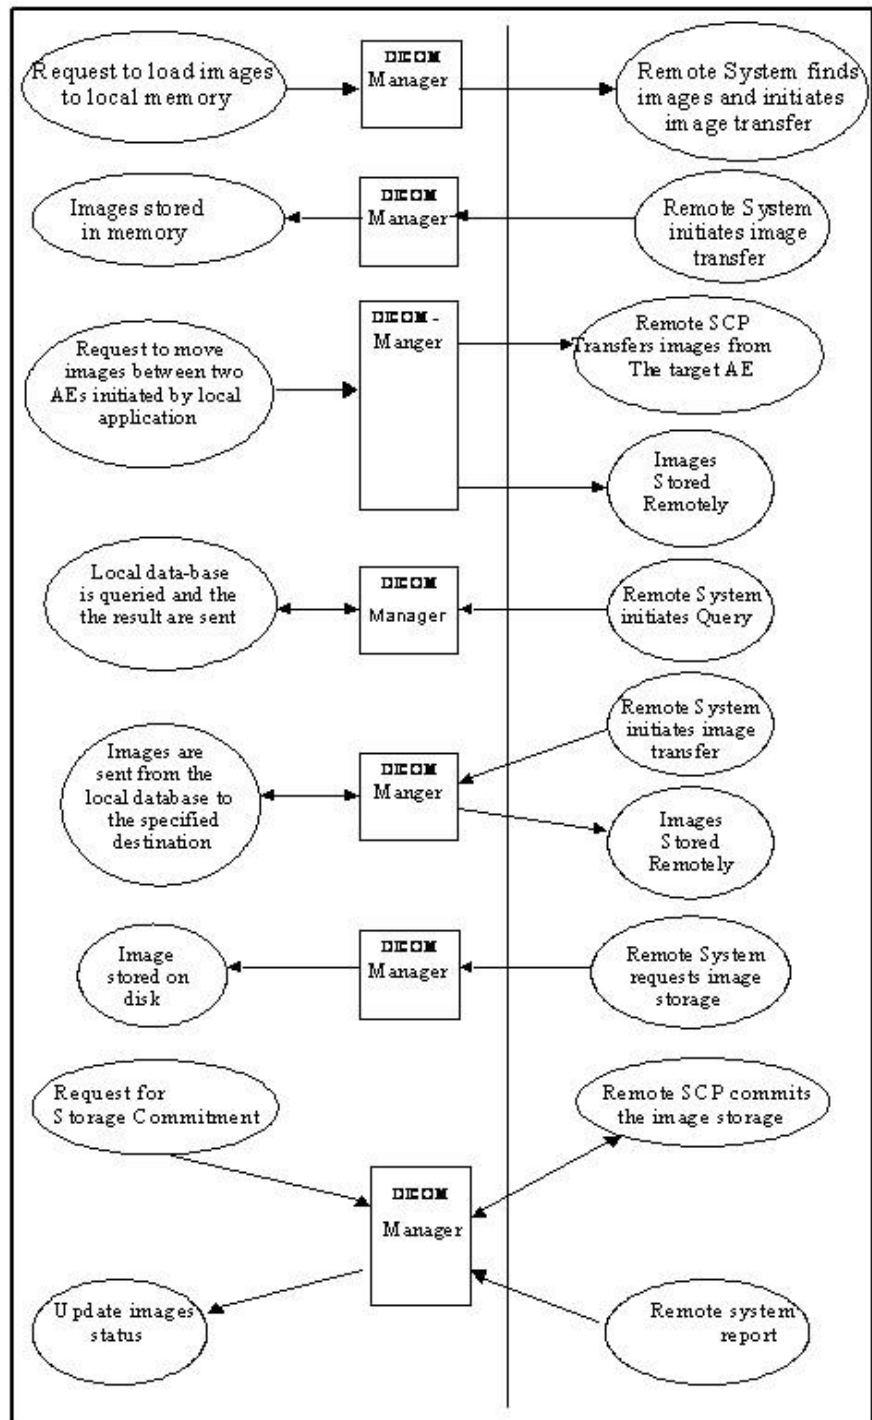 Request to load images
to local memory
DICOM
Manager
Remote System finds
images and initiates
image transfer
Images stored
in memory
DICOM
Manager
Remote System
initiates image
transfer
Request to move
images between two
AEs initiated by local
application
DICOM -
Manger
Remote SCP
Transfers images from
The target AE
Images
Stored
Remotely
Local data-base
is queried and the
the result are sent
DICOM
Manager
Remote System
initiates Query
Images are
sent from the
local database to
the specified
destination
DICOM
Manger
Remote System
initiates image
transfer
Images
Stored
Remotely
Image
stored on
disk
DICOM
Manager
Remote System
requests image
storage
Request for
Storage Commitment
DICOM
Manager
Remote SCP commits
the image storage
Update images
status
Remote system
report